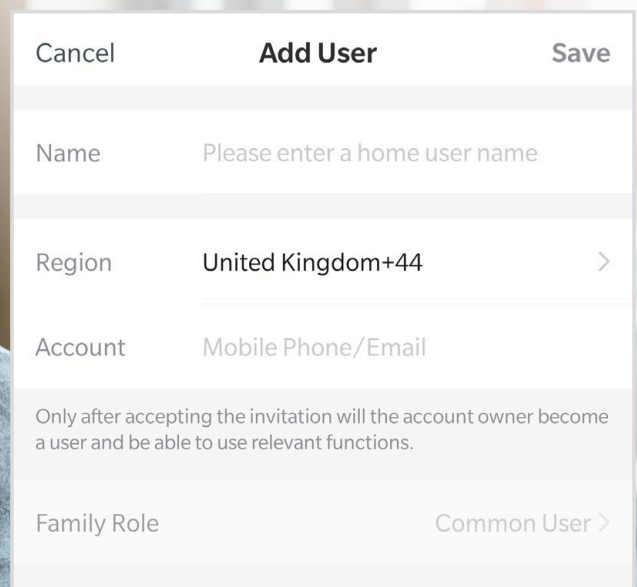 Cancel Add User Save
Name Please enter a home user name
Region United Kingdom+44
Account Mobile Phone/Email
Only after accepting the invitation will the account owner become
a user and be able to use relevant functions.
Family Role Common User